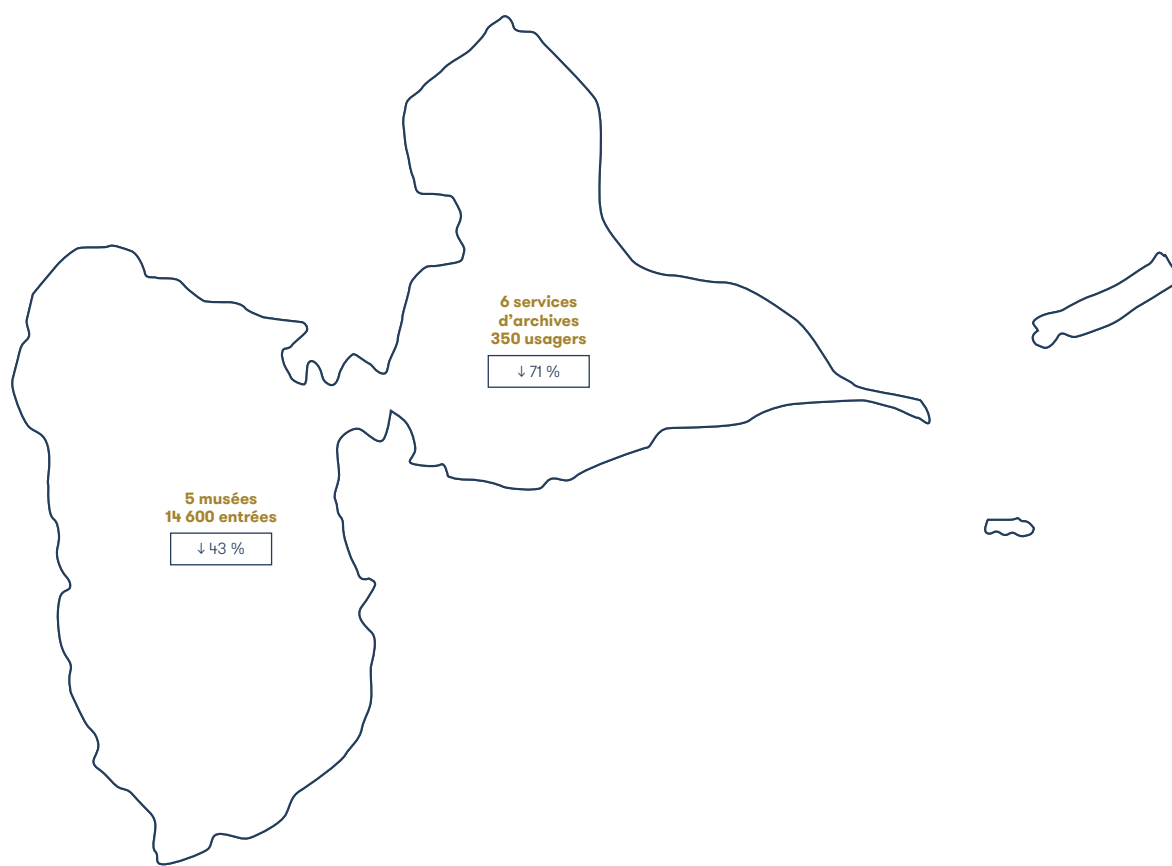 6 services
d'archives
350 usagers
↓ 71 %
5 musées
14 600 entrées
↓ 43 %